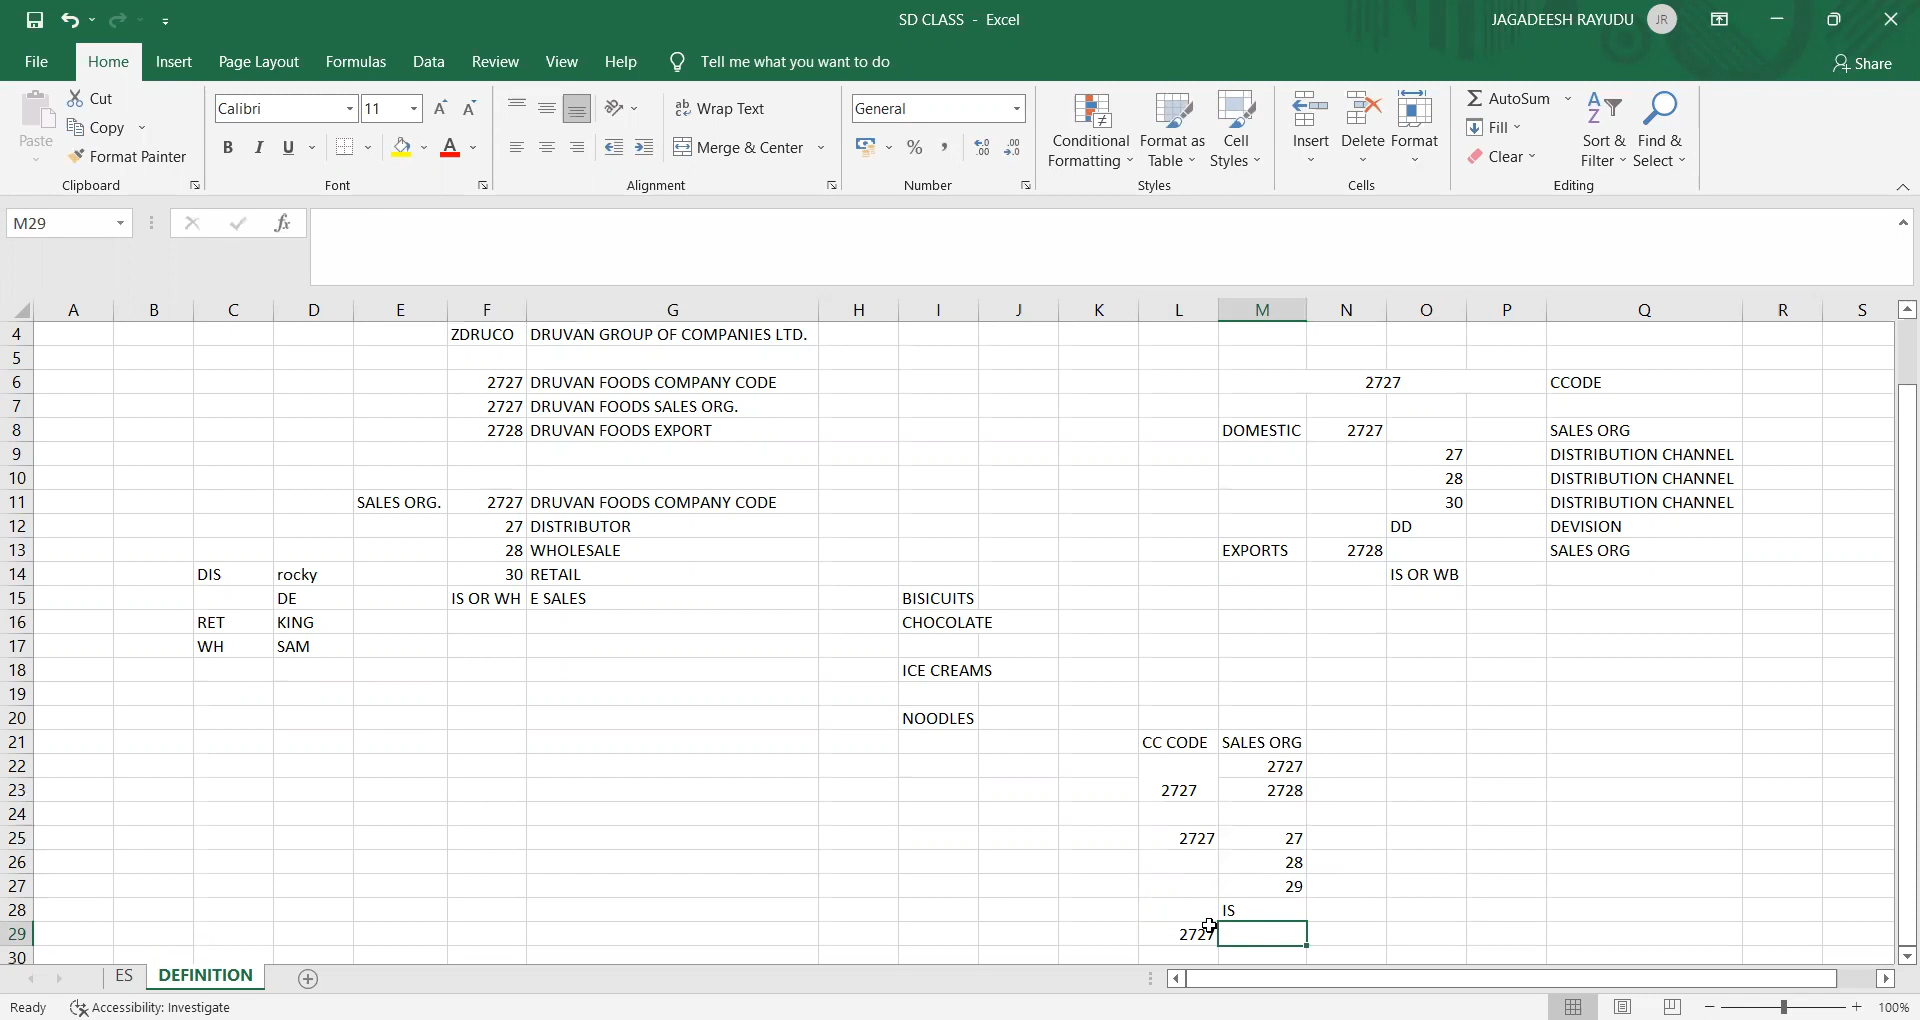 SD CLASS - Excel
JAGADEESH RAYUDU JR
File Home Insert Page Layout Formulas Data Review View Help Tell me what you want to do Share
Paste Cut Calibri 11 Wrap Text General Conditional Formatting Format as Table Cell Styles Insert Delete Format AutoSum Sort & Filter Find & Select
Copy Fill
Format Painter B I U A Merge & Center % , Clear
Clipboard Font Alignment Number Styles Cells Editing
M29 fx
A B C D E F G H I J K L M N O P Q R S
4 ZDRUCO DRUVAN GROUP OF COMPANIES LTD.
5
6 2727 DRUVAN FOODS COMPANY CODE 2727 CCODE
7 2727 DRUVAN FOODS SALES ORG.
8 2728 DRUVAN FOODS EXPORT DOMESTIC 2727 SALES ORG
9 27 DISTRIBUTION CHANNEL
10 28 DISTRIBUTION CHANNEL
11 SALES ORG. 2727 DRUVAN FOODS COMPANY CODE 30 DISTRIBUTION CHANNEL
12 27 DISTRIBUTOR DD DEVISION
13 28 WHOLESALE EXPORTS 2728 SALES ORG
14 DIS rocky 30 RETAIL IS OR WB
15 DE IS OR WH E SALES BISICUITS
16 RET KING CHOCOLATE
17 WH SAM
18 ICE CREAMS
19
20 NOODLES
21 CC CODE SALES ORG
22 2727
23 2727 2728
24
25 2727 27
26 28
27 29
28 IS
29 2727
30
ES DEFINITION
Ready Accessibility: Investigate 100%